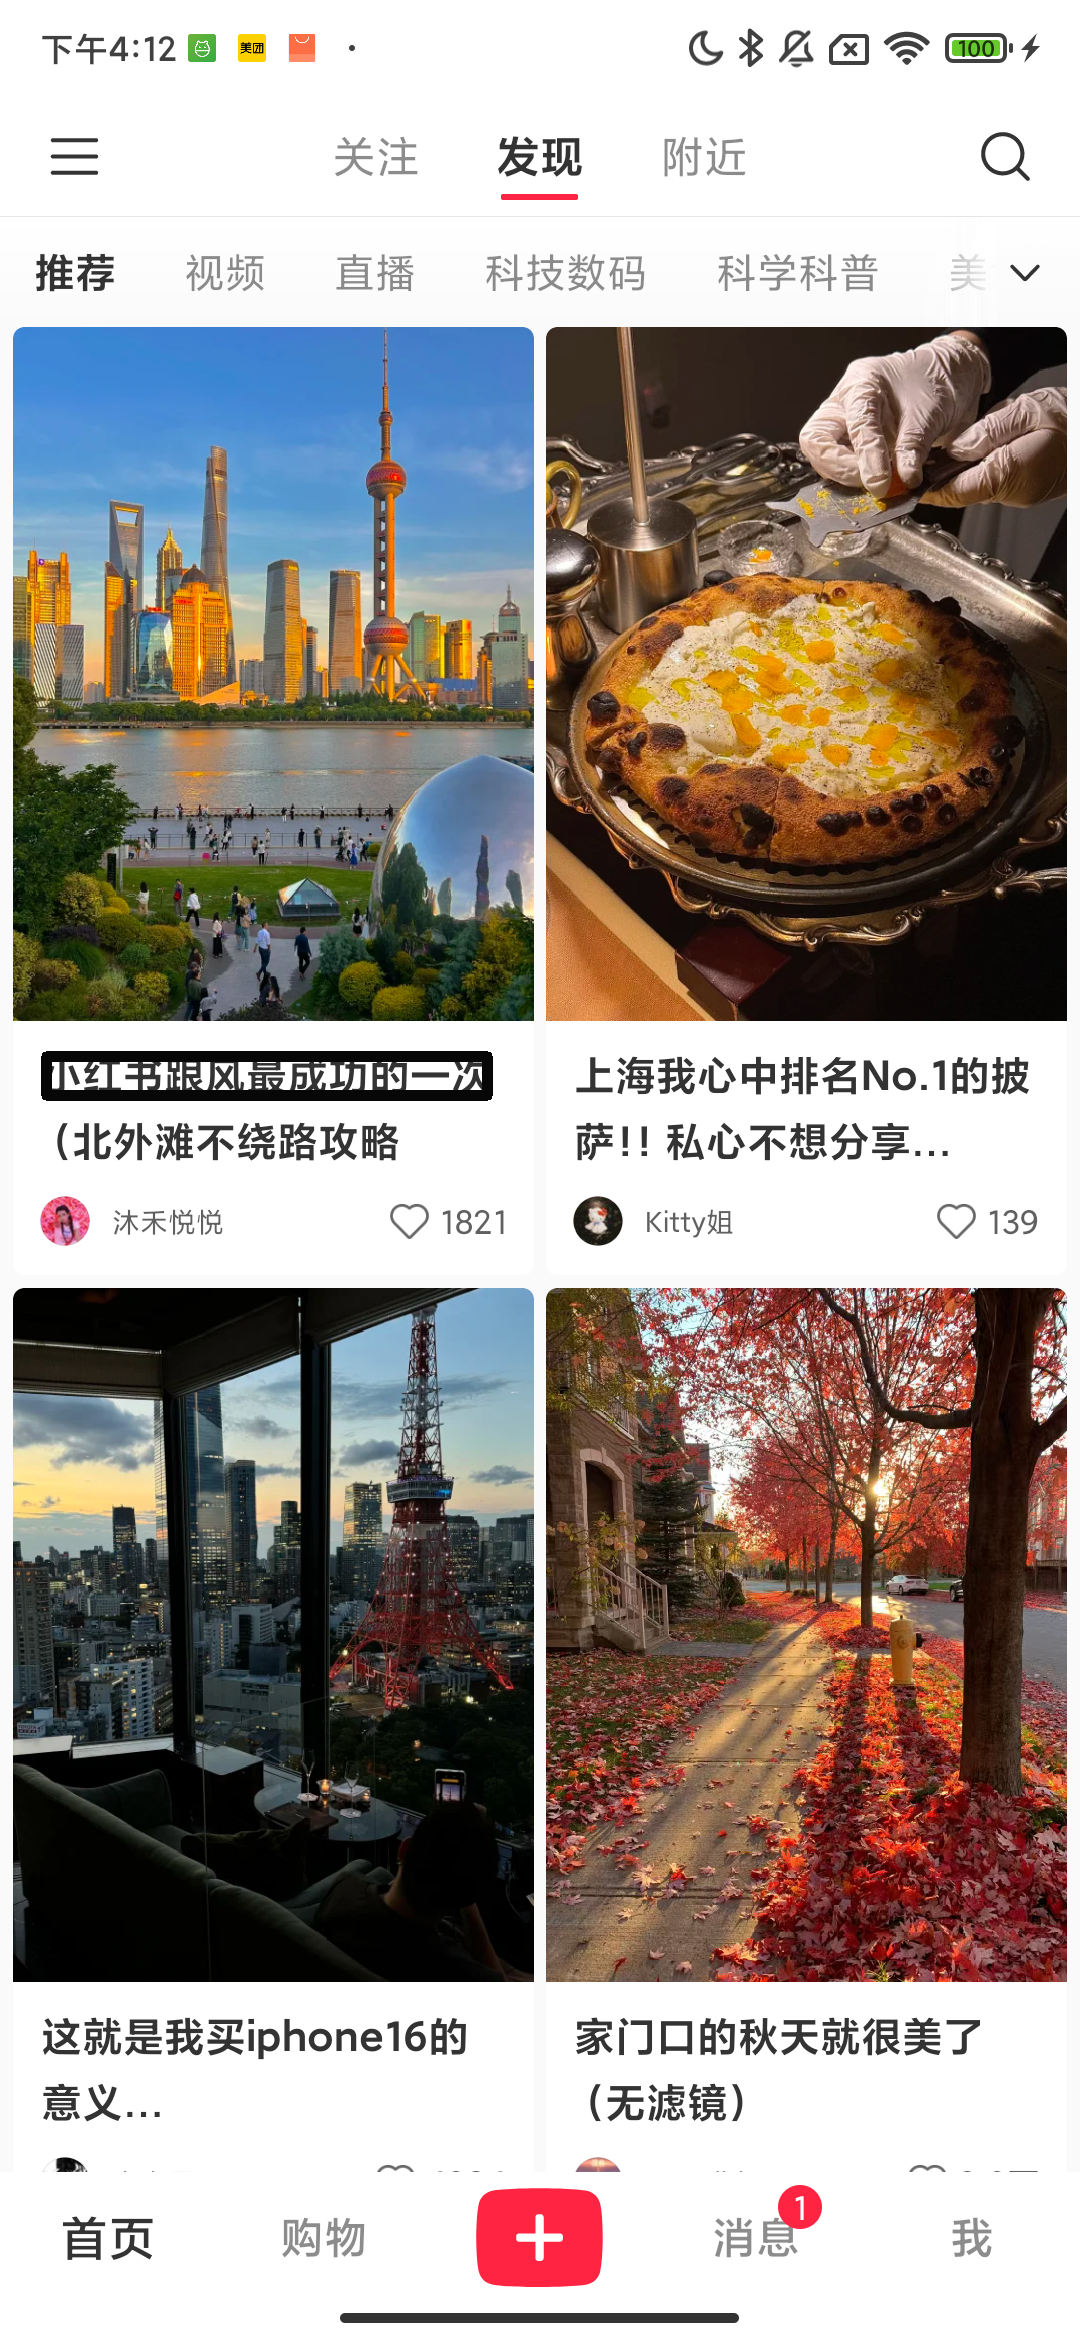 下午4:12
美团
100
关注 发现 附近
推荐 视频 直播 科技数码 科学科普 美
小红书跟风最成功的一次
（北外滩不绕路攻略
沐禾悦悦 1821
上海我心中排名No.1的披
萨!! 私心不想分享...
Kitty姐 139
这就是我买iphone16的
意义...
家门口的秋天就很美了
（无滤镜）
首页 购物 消息 1 我